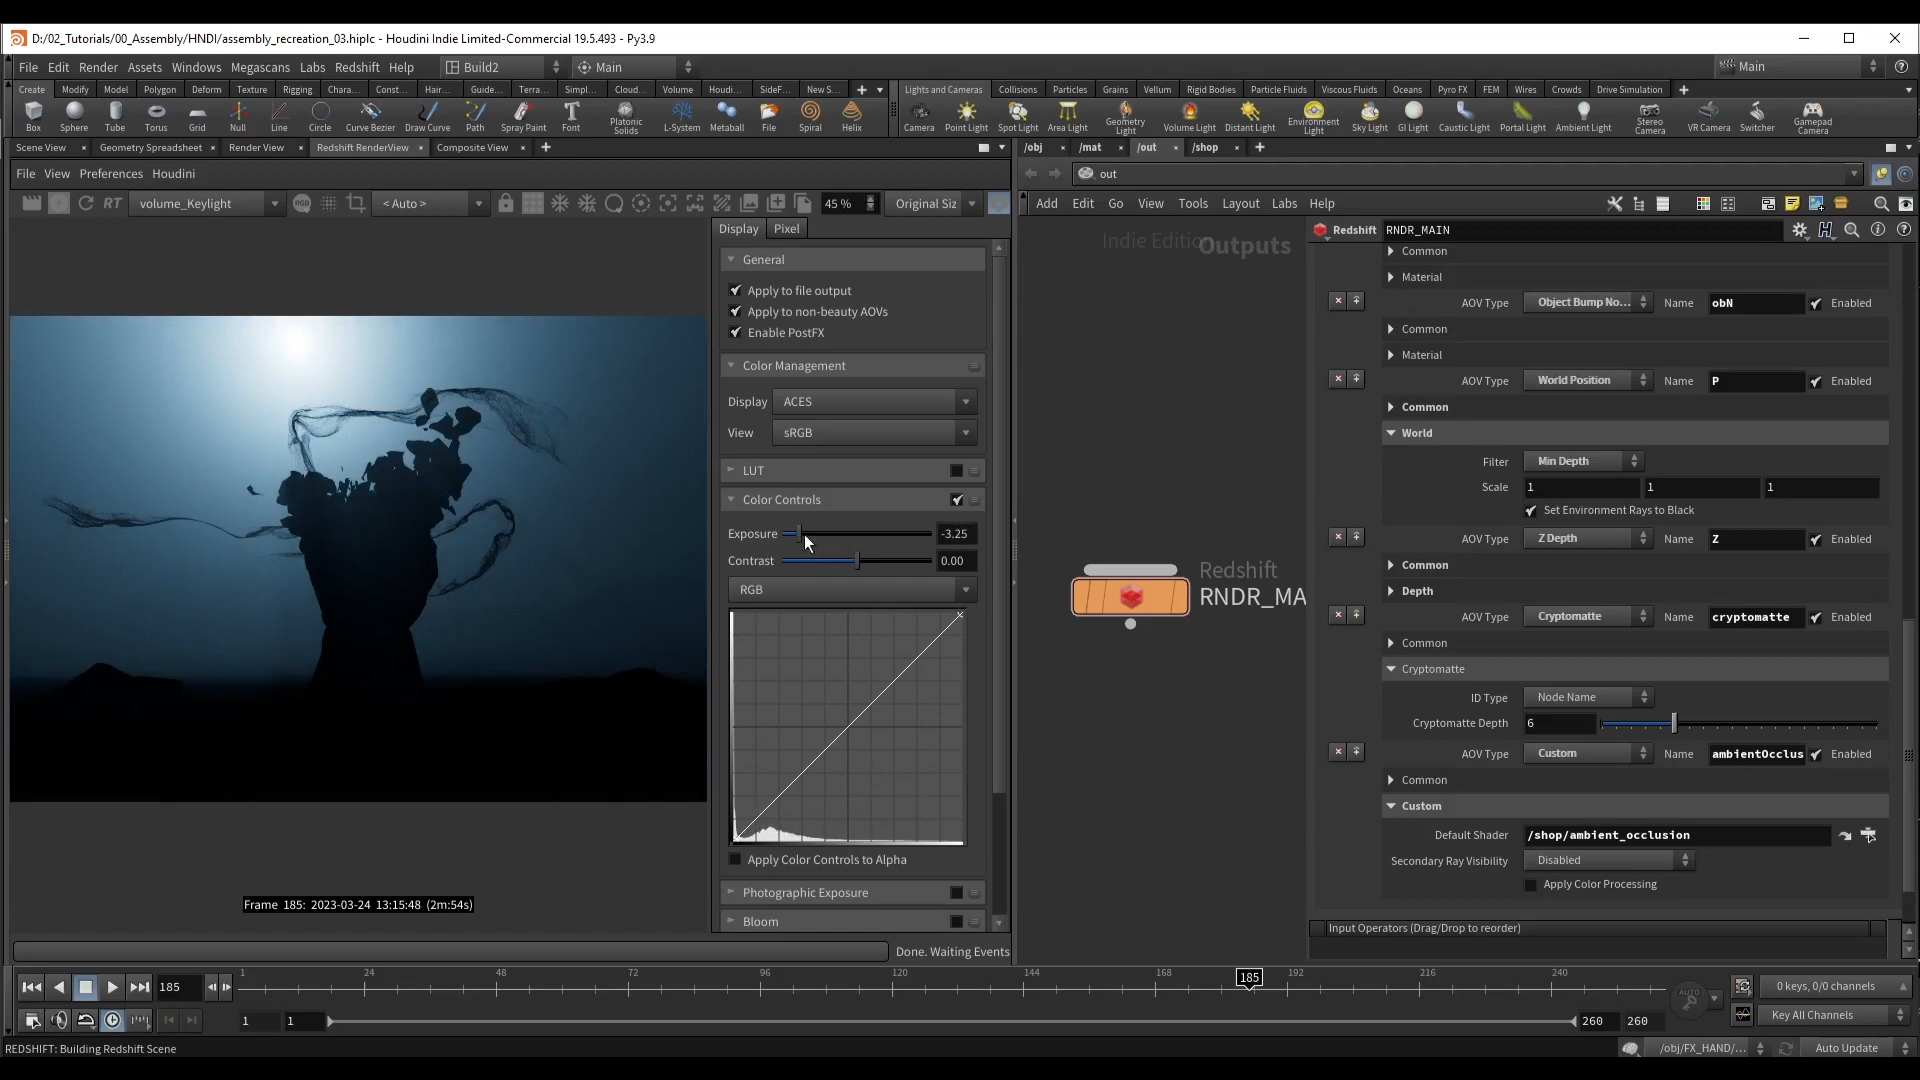 D:/02_Tutorials/00_Assembly/HNDI/assembly_recreation_03.hiplc - Houdini Indie Limited-Commercial 19.5.493 - Py3.9
File Edit Render Assets Windows Megascans Labs Redshift Help Build2 Main Main
Create Modify Model Polygon Deform Texture Rigging Chara... Const... Hair... Guide... Terra... Simpl... Cloud... Volume Houdi... SideF... New S...
Lights and Cameras Collisions Particles Grains Vellum Rigid Bodies Particle Fluids Viscous Fluids Oceans Pyro FX FEM Wires Crowds Drive Simulation
Box Sphere Tube Torus Grid Null Line Circle Curve Bezier Draw Curve Path Spray Paint Font Platonic Solids L-System Metaball File Spiral Helix
Camera Point Light Spot Light Area Light Geometry Light Volume Light Distant Light Environment Light Sky Light GI Light Caustic Light Portal Light Ambient Light Stereo Camera VR Camera Switcher Gamepad Camera
Scene View Geometry Spreadsheet Render View Redshift RenderView Composite View
/obj /mat /out /shop
File View Preferences Houdini
out
RT volume_Keylight < Auto > 45 % Original Siz
Add Edit Go View Tools Layout Labs Help
Display Pixel
General
Apply to file output
Apply to non-beauty AOVs
Enable PostFX
Color Management
Display ACES
View sRGB
LUT
Color Controls
Exposure -3.25
Contrast 0.00
RGB
Apply Color Controls to Alpha
Photographic Exposure
Bloom
Frame 185: 2023-03-24 13:15:48 (2m:54s)
Done. Waiting Events
Indie Edition
Outputs
Redshift
RNDR_MA
Redshift RNDR_MAIN
Common
Material
AOV Type Object Bump No... Name obN Enabled
Common
Material
AOV Type World Position Name P Enabled
Common
World
Filter Min Depth
Scale 1 1 1
Set Environment Rays to Black
AOV Type Z Depth Name Z Enabled
Common
Depth
AOV Type Cryptomatte Name cryptomatte Enabled
Common
Cryptomatte
ID Type Node Name
Cryptomatte Depth 6
AOV Type Custom Name ambientOcclus Enabled
Common
Custom
Default Shader /shop/ambient_occlusion
Secondary Ray Visibility Disabled
Apply Color Processing
Input Operators (Drag/Drop to reorder)
185 1 24 48 72 96 120 144 168 185 192 216 240
AUTO
0 keys, 0/0 channels
1 1 260 260
Key All Channels
REDSHIFT: Building Redshift Scene
/obj/FX_HAND/... Auto Update